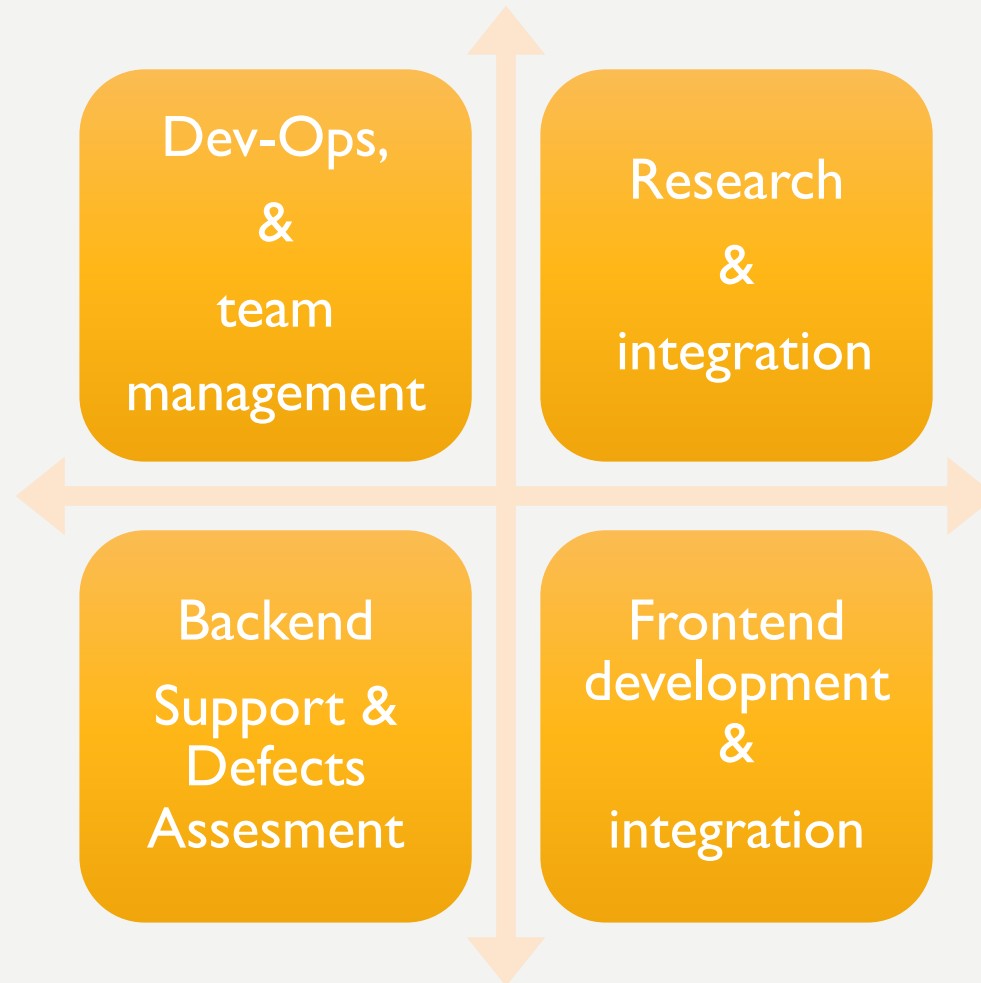 Dev-Ops,
&
team
management
Research
&
integration
Backend
Support &
Defects
Assesment
Frontend
development
&
integration